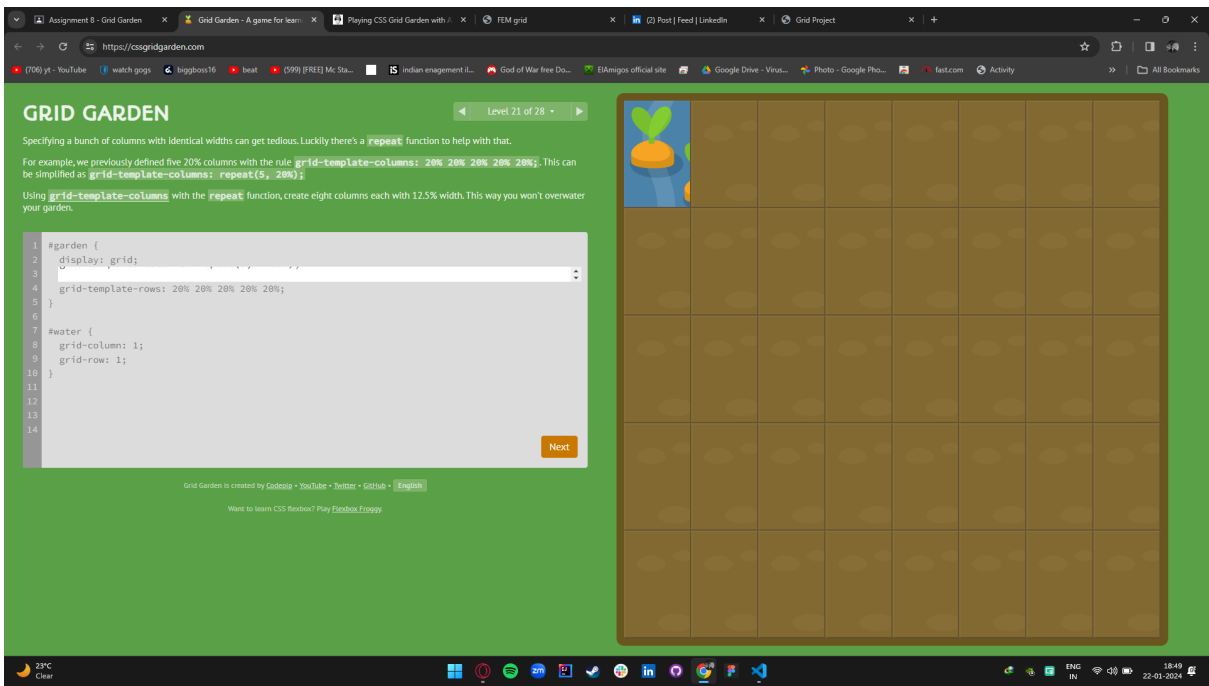 Assignment 8 - Grid Garden
Grid Garden - A game for learn
Playing CSS Grid Garden with A
FEM grid
(2) Post | Feed | LinkedIn
Grid Project
https://cssgridgarden.com
(706) yt - YouTube
watch gogs
biggboss16
beat
(599) [FREE] Mc Sta...
indian enagement il...
God of War free Do...
ElAmigos official site
Google Drive - Virus...
Photo - Google Pho...
fast.com
Activity
All Bookmarks
GRID GARDEN
Level 21 of 28
Specifying a bunch of columns with identical widths can get tedious. Luckily there's a repeat function to help with that.
For example, we previously defined five 20% columns with the rule grid-template-columns: 20% 20% 20% 20% 20%;. This can
be simplified as grid-template-columns: repeat(5, 20%);
Using grid-template-columns with the repeat function, create eight columns each with 12.5% width. This way you won't overwater
your garden.
1 #garden {
2 display: grid;
3
4 grid-template-rows: 20% 20% 20% 20% 20%;
5 }
6
7 #water {
8 grid-column: 1;
9 grid-row: 1;
10 }
11
12
13
14
Next
Grid Garden is created by Codepip • YouTube • Twitter • GitHub • English
Want to learn CSS flexbox? Play Flexbox Froggy.
23°C
Clear
zm
in
ENG
IN
18:49
22-01-2024